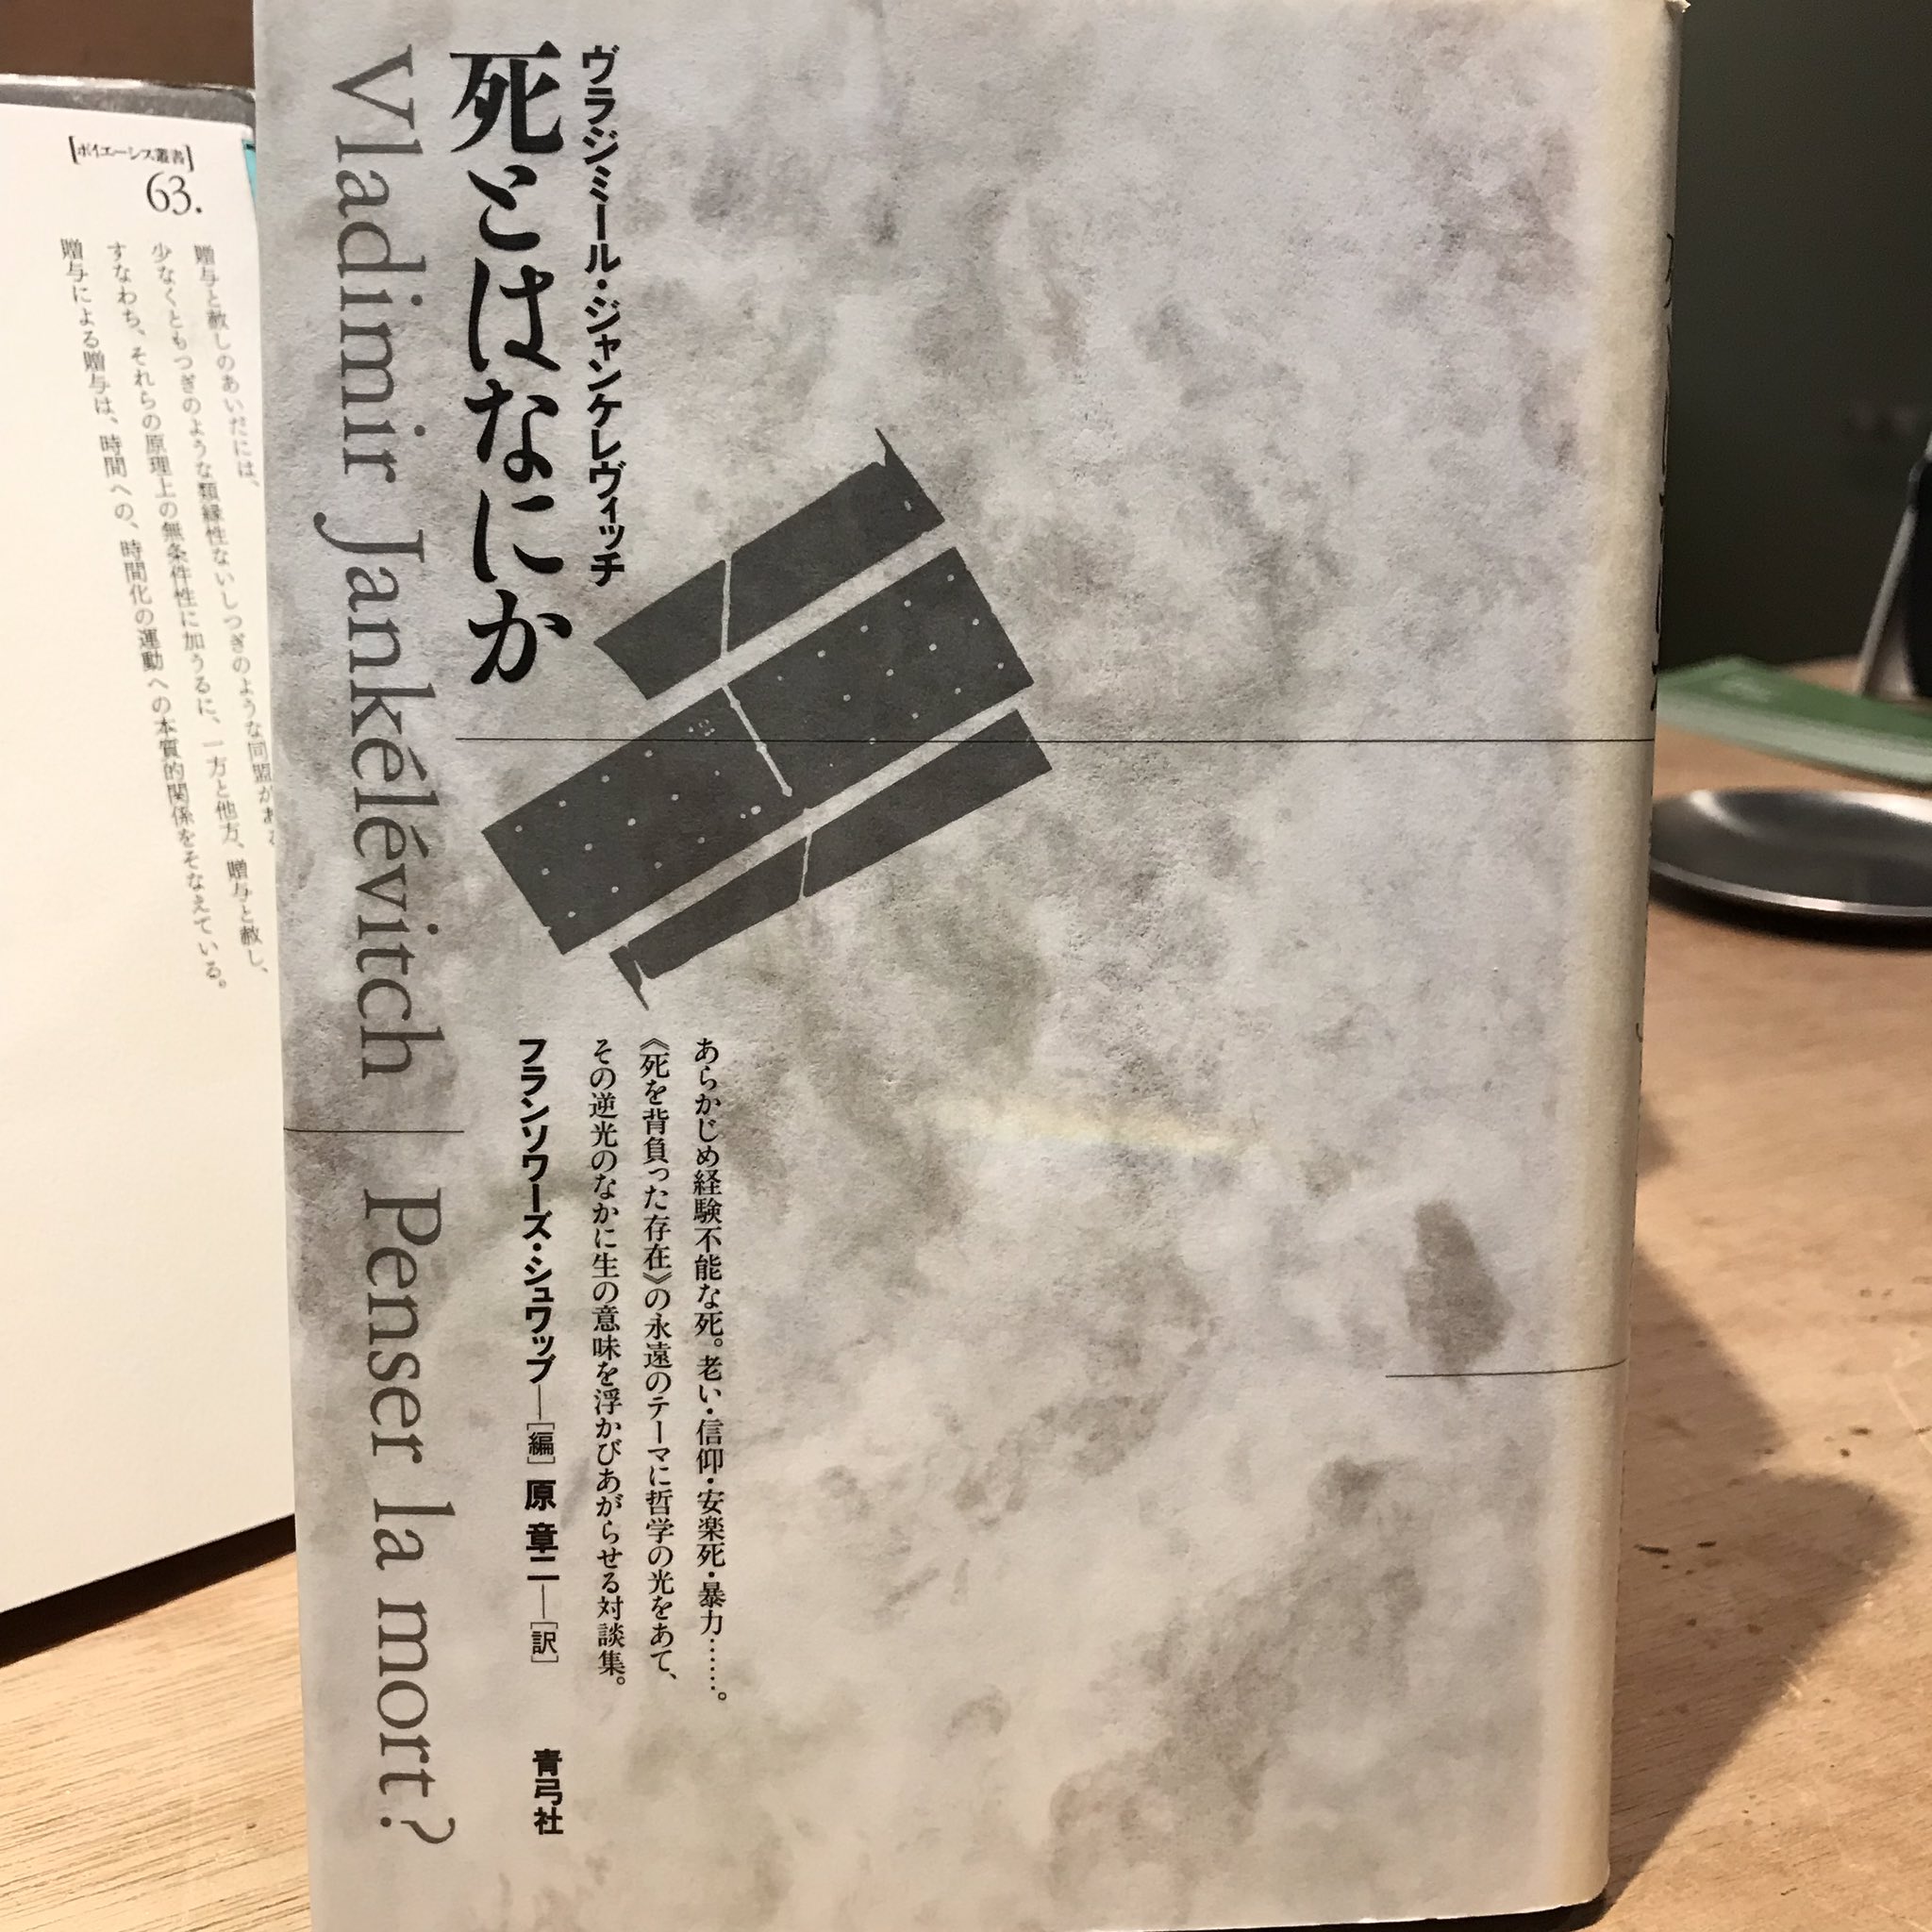 ヴラジミール・ジャンケレヴィッチ
死とはなにか
Vladimir Jankélévitch
Penser la mort?
あらかじめ経験不能な死。老い・信仰・安楽死・暴力……。
《死を背負った存在》の永遠のテーマに哲学の光をあて、
その逆光のなかに生の意味を浮かびあがらせる対談集。
フランソワーズ・シュワッブ―[編] 原 章二―[訳]
青弓社
[ポイエーシス叢書]
63.
贈与と赦しのあいだには、
少なくともつぎのような類縁性ないしつぎのような同盟がある
すなわち、それらの原理上の無条件性に加うるに、一方と他方、贈与と赦し、
贈与による贈与は、時間への、時間化の運動への本質的関係をそなえている。